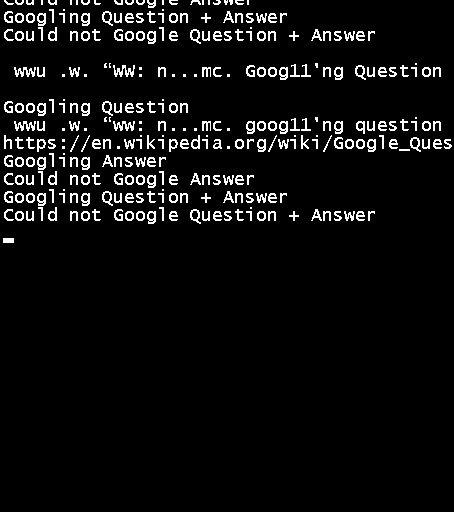 Could not Google Answer
Googling Question + Answer
Could not Google Question + Answer
wwu .w. “WW: n...mc. Goog11'ng Question
Googling Question
wwu .w. “ww: n...mc. goog11'ng question
https://en.wikipedia.org/wiki/Google_Ques
Googling Answer
Could not Google Answer
Googling Question + Answer
Could not Google Question + Answer